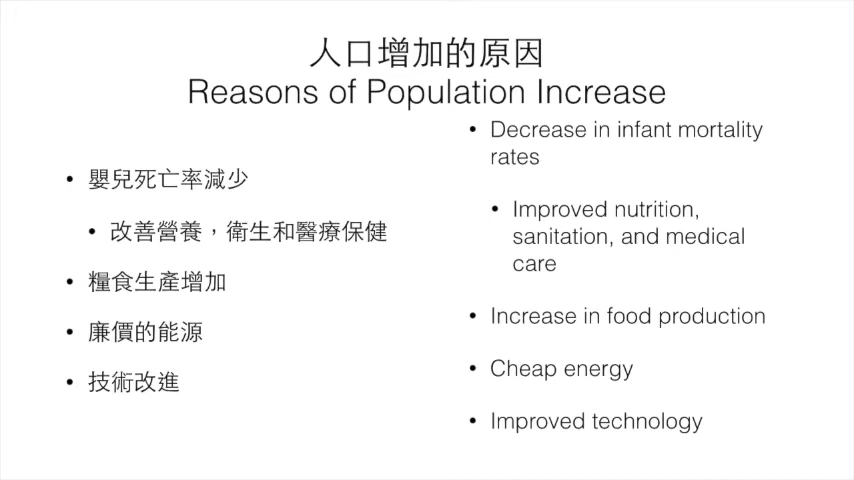 人口增加的原因
Reasons of Population Increase
• 嬰兒死亡率減少
• 改善營養，衛生和醫療保健
• 糧食生產增加
• 廉價的能源
• 技術改進
• Decrease in infant mortality
rates
• Improved nutrition,
sanitation, and medical
care
• Increase in food production
• Cheap energy
• Improved technology